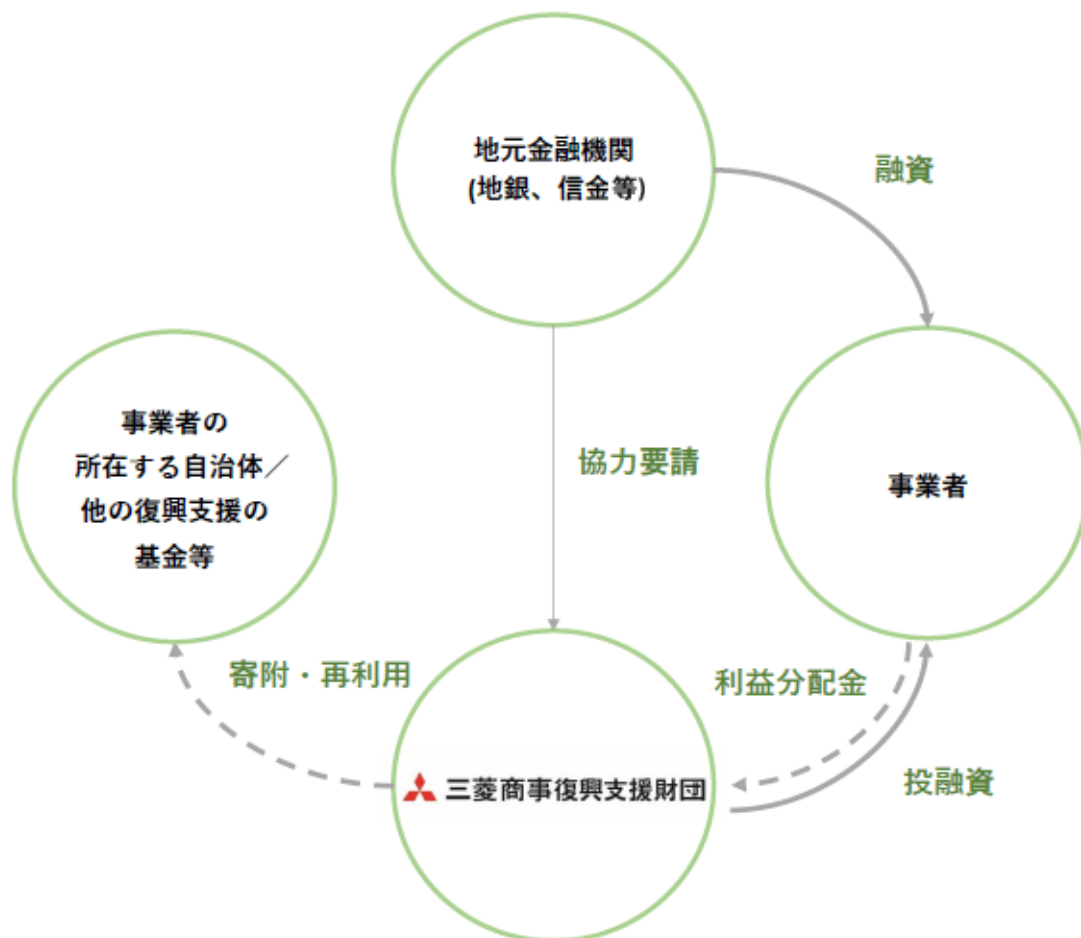 地元金融機関
(地銀、信金等)
融資
事業者の
所在する自治体／
他の復興支援の
基金等
協力要請
事業者
寄附・再利用
利益分配金
三菱商事復興支援財団
投融資